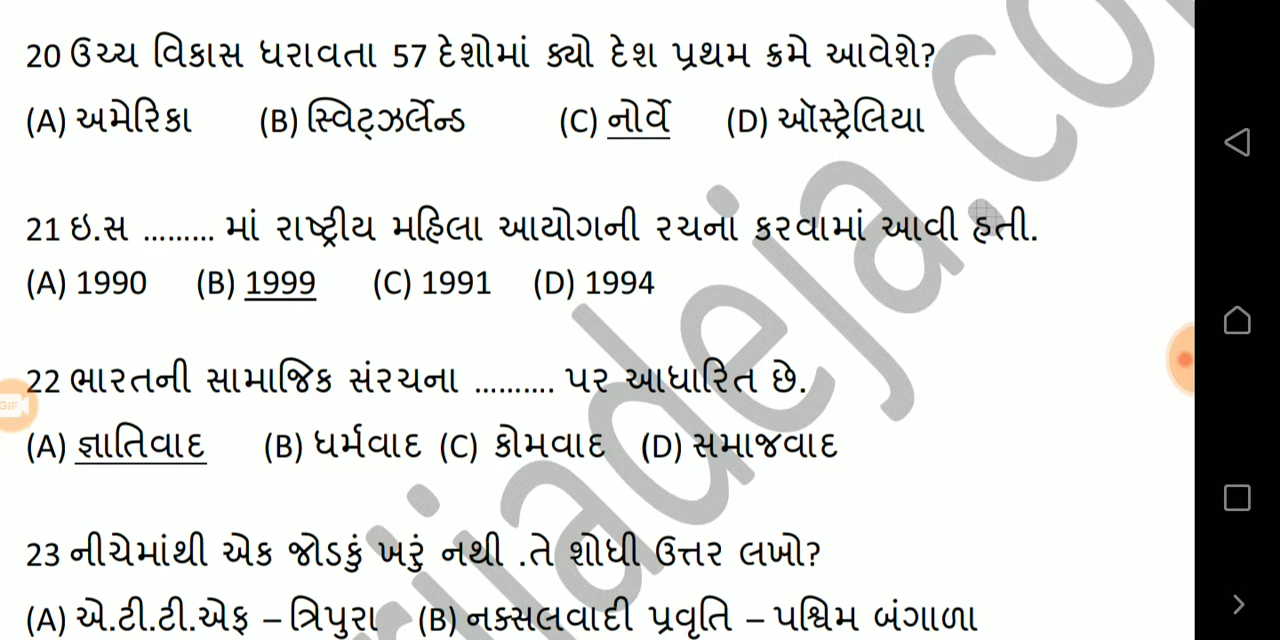 20 ઉચ્ચ વિકાસ ધરાવતા 57 દેશોમાં ક્યો દેશ પ્રથમ ક્રમે આવેશે?
(A) અમેરિકા (B) સ્વિટ્ઝર્લેન્ડ (C) નોર્વે (D) ઑસ્ટ્રેલિયા
21 ઇ.સ ......... માં રાષ્ટ્રીય મહિલા આયોગની રચના કરવામાં આવી હતી.
(A) 1990 (B) 1999 (C) 1991 (D) 1994
22 ભારતની સામાજિક સંરચના .......... પર આધારિત છે.
(A) જ્ઞાતિવાદ (B) ધર્મવાદ (C) કોમવાદ (D) સમાજવાદ
23 નીચેમાંથી એક જોડકું ખરું નથી .તે શોધી ઉત્તર લખો?
(A) એ.ટી.ટી.એફ – ત્રિપુરા (B) નક્સલવાદી પ્રવૃતિ – પશ્ચિમ બંગાળા
GIF